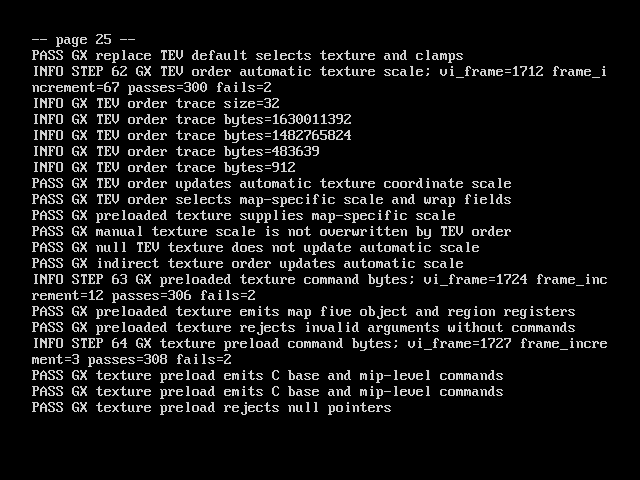 -- page 25 --
PASS GX replace TEV default selects texture and clamps
INFO STEP 62 GX TEV order automatic texture scale; vi_frame=1712 frame_i
ncrement=67 passes=300 fails=2
INFO GX TEV order trace size=32
INFO GX TEV order trace bytes=1630011392
INFO GX TEV order trace bytes=1482765824
INFO GX TEV order trace bytes=483639
INFO GX TEV order trace bytes=912
PASS GX TEV order updates automatic texture coordinate scale
PASS GX TEV order selects map-specific scale and wrap fields
PASS GX preloaded texture supplies map-specific scale
PASS GX manual texture scale is not overwritten by TEV order
PASS GX null TEV texture does not update automatic scale
PASS GX indirect texture order updates automatic scale
INFO STEP 63 GX preloaded texture command bytes; vi_frame=1724 frame_inc
rement=12 passes=306 fails=2
PASS GX preloaded texture emits map five object and region registers
PASS GX preloaded texture rejects invalid arguments without commands
INFO STEP 64 GX texture preload command bytes; vi_frame=1727 frame_incre
ment=3 passes=308 fails=2
PASS GX texture preload emits C base and mip-level commands
PASS GX texture preload emits C base and mip-level commands
PASS GX texture preload rejects null pointers